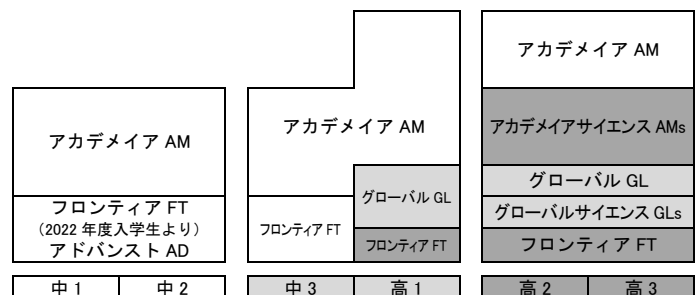 アカデメイア AM
フロンティア FT
（2022 年度入学生より）
アドバンスト AD
中 1
中 2
アカデメイア AM
フロンティア FT
グローバル GL
フロンティア FT
中 3
高 1
アカデメイア AM
アカデメイアサイエンス AMs
グローバル GL
グローバルサイエンス GLs
フロンティア FT
高 2
高 3